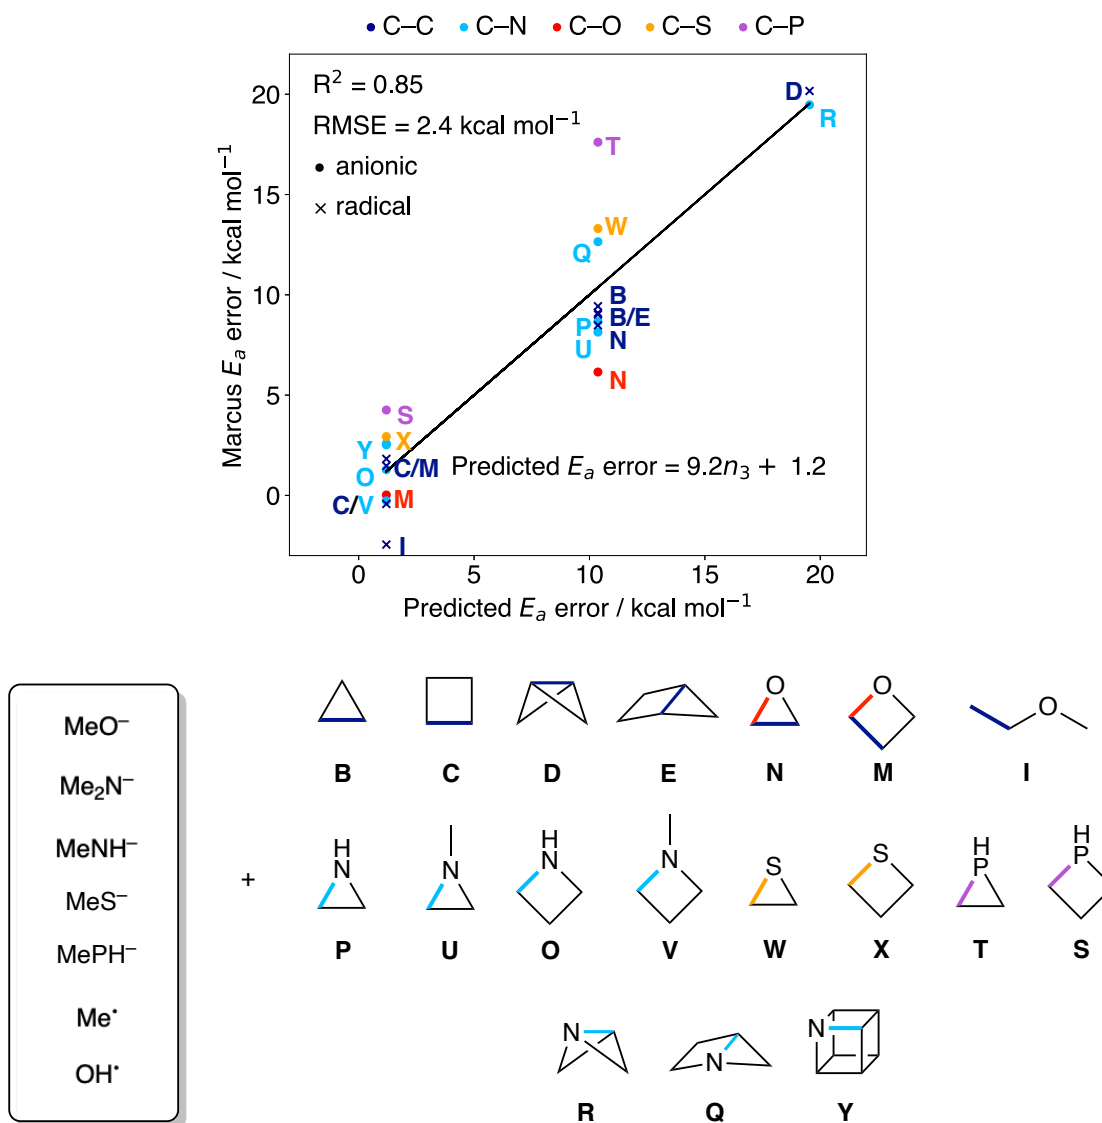 C–C C–N C–O C–S C–P
R² = 0.85
RMSE = 2.4 kcal mol⁻¹
anionic
× radical
Marcus Eₐ error / kcal mol⁻¹
20
15
10
5
0
D
R
T
W
Q
B
B/E
P
N
U
N
S
Y
X
O
C/M
C/V
M
I
Predicted Eₐ error = 9.2n₃ + 1.2
0 5 10 15 20
Predicted Eₐ error / kcal mol⁻¹
MeO⁻
Me₂N⁻
MeNH⁻
MeS⁻
MePH⁻
Me•
OH•
+
O O O
B C D E N M I
H
N N H
N N S S H
P H
P
P U O V W X T S
N N N
R Q Y